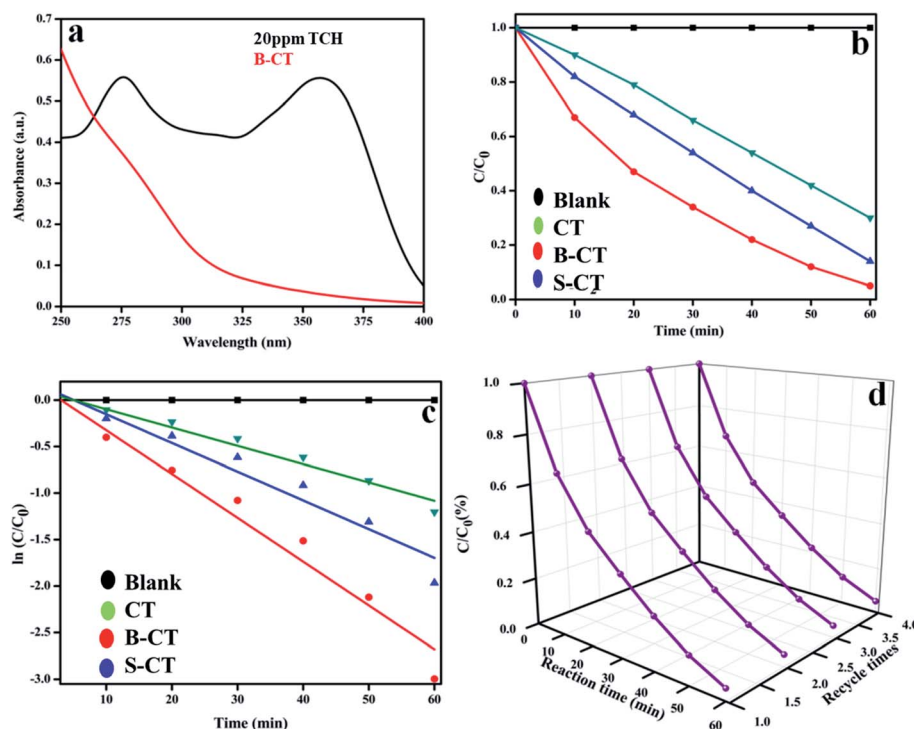 a
20ppm TCH
B-CT
Absorbance (a.u.)
0.7
0.6
0.5
0.4
0.3
0.2
0.1
0.0
250 275 300 325 350 375 400
Wavelength (nm)
b
C/C0
1.0
0.8
0.6
0.4
0.2
0.0
Blank
CT
B-CT
S-CT
0 10 20 30 40 50 60
Time (min)
c
ln (C/C0)
0.0
-0.5
-1.0
-1.5
-2.0
-2.5
-3.0
Blank
CT
B-CT
S-CT
10 20 30 40 50 60
Time (min)
d
C/C0(%)
1.0
0.8
0.6
0.4
0.2
0.0
0 10 20 30 40 50 60
Reaction time (min)
1.0 1.5 2.0 2.5 3.0 3.5 4.0
Recycle times